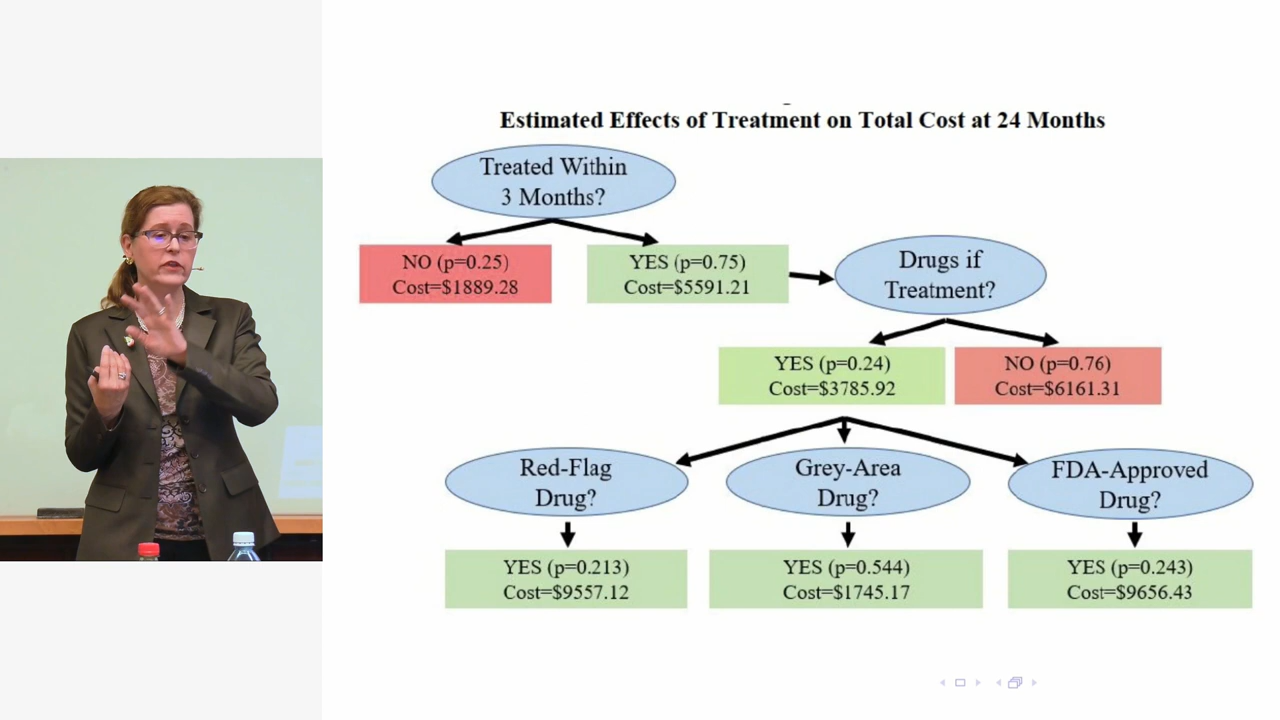 Estimated Effects of Treatment on Total Cost at 24 Months
Treated Within
3 Months?
NO (p=0.25)
Cost=$1889.28
YES (p=0.75)
Cost=$5591.21
Drugs if
Treatment?
YES (p=0.24)
Cost=$3785.92
NO (p=0.76)
Cost=$6161.31
Red-Flag
Drug?
Grey-Area
Drug?
FDA-Approved
Drug?
YES (p=0.213)
Cost=$9557.12
YES (p=0.544)
Cost=$1745.17
YES (p=0.243)
Cost=$9656.43